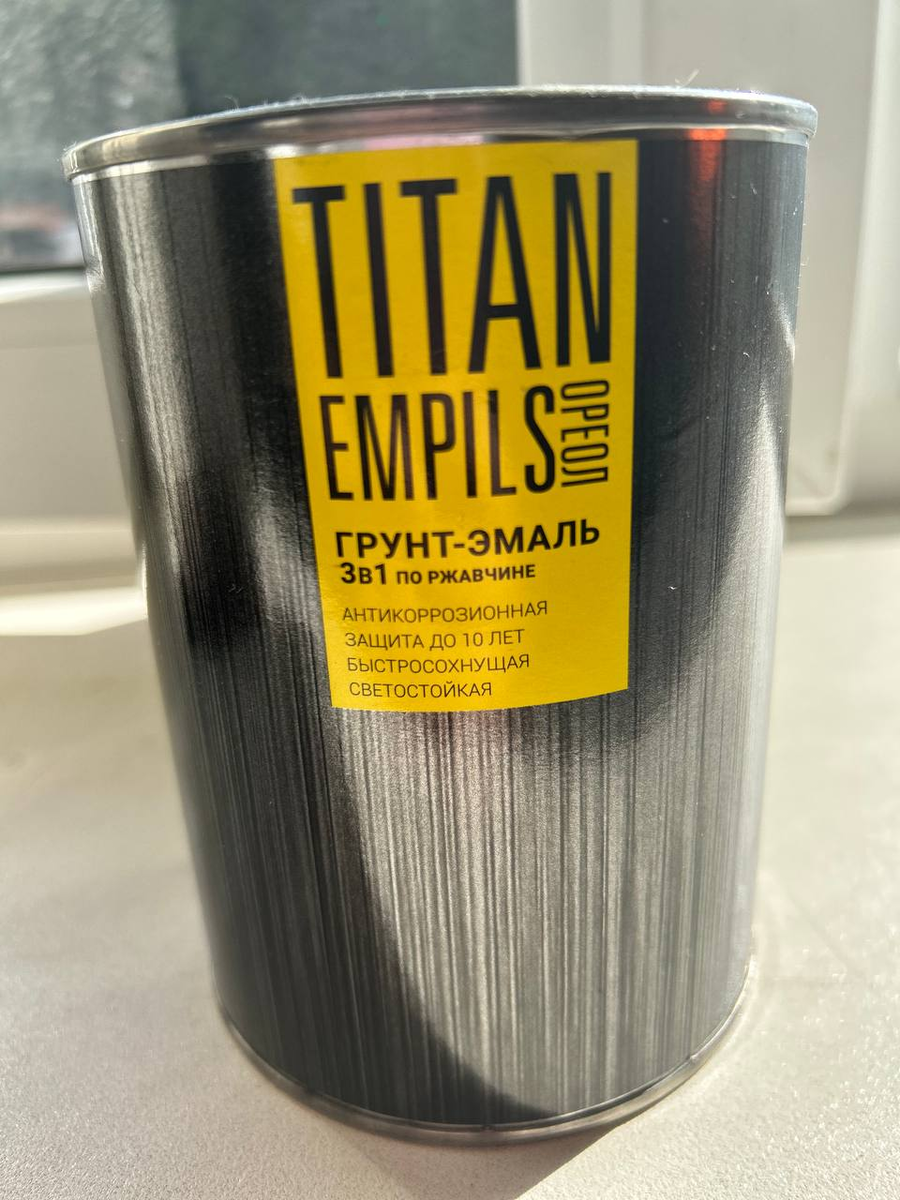 TITAN
EMPILS
ОРЕОЛ
ГРУНТ-ЭМАЛЬ
3В1 ПО РЖАВЧИНЕ
АНТИКОРРОЗИОННАЯ
ЗАЩИТА ДО 10 ЛЕТ
БЫСТРОСОХНУЩАЯ
СВЕТОСТОЙКАЯ